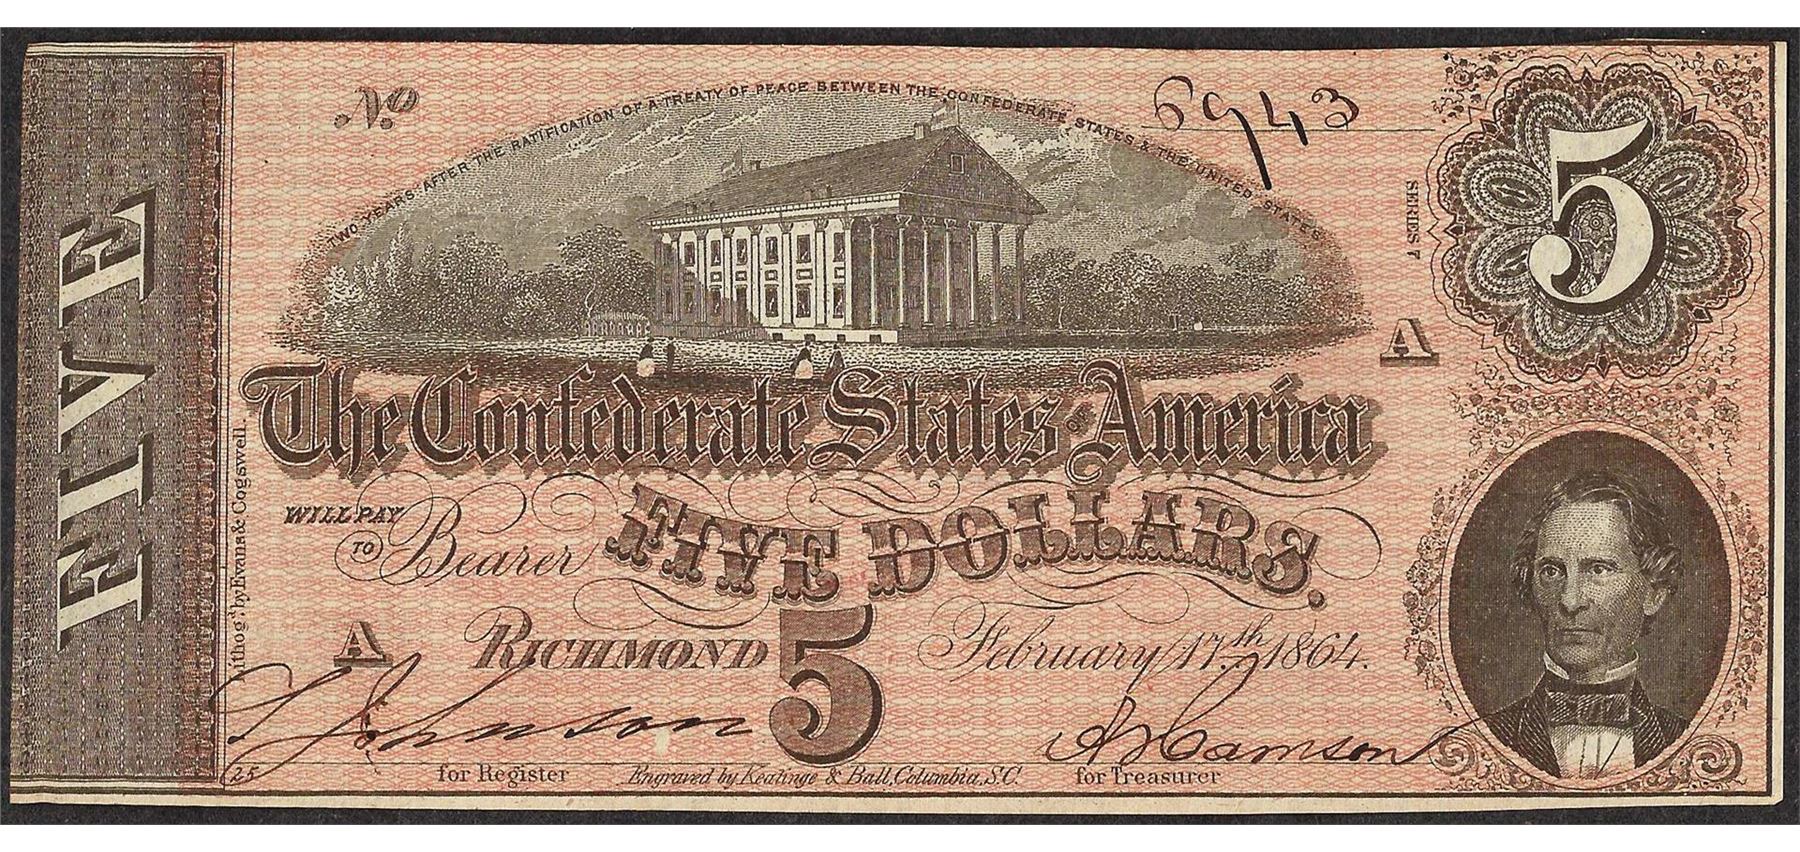 No 6943
TWO YEARS AFTER THE RATIFICATION OF A TREATY OF PEACE BETWEEN THE CONFEDERATE STATES & THE UNITED STATES
5
SERIES 7
A
FIVE
The Confederate States OF America
WILL PAY TO Bearer FIVE DOLLARS.
Lithog'd by Evans & Cogswell.
A
RICHMOND 5 February 17th 1864.
Johnson
25 for Register
Engraved by Keatinge & Ball, Columbia, S.C.
for Treasurer